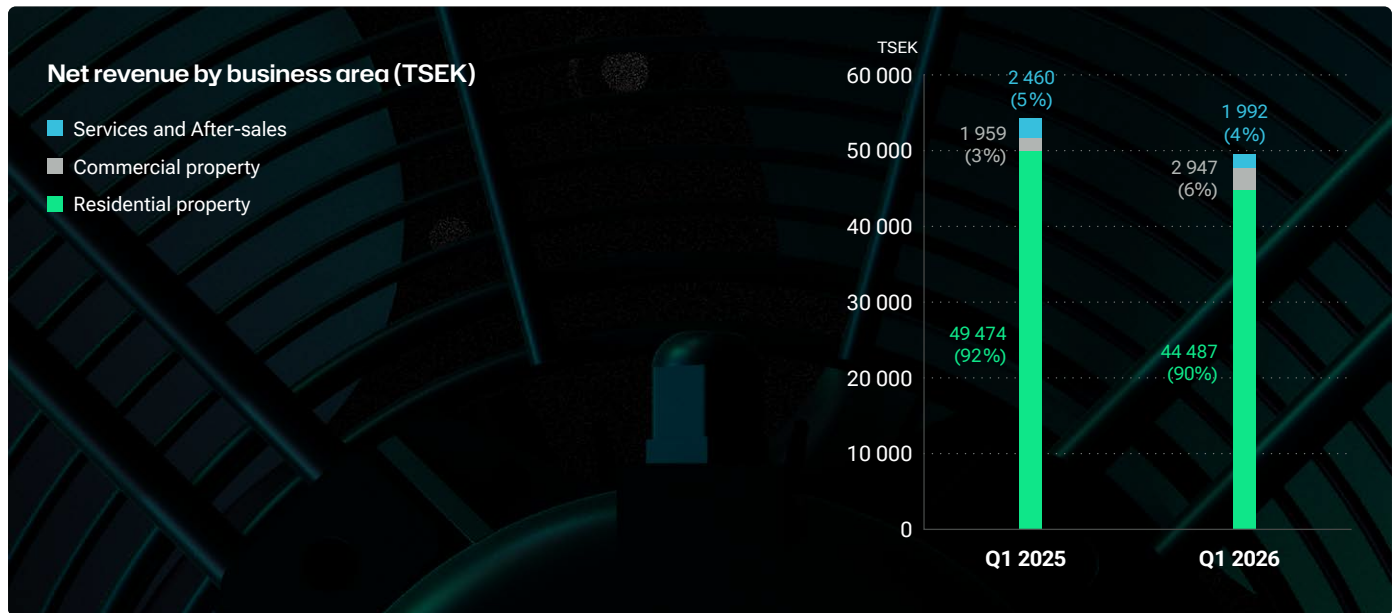 Net revenue by business area (TSEK)
Services and After-sales
Commercial property
Residential property
TSEK
60 000
50 000
40 000
30 000
20 000
10 000
0
2 460
(5%)
1 959
(3%)
49 474
(92%)
1 992
(4%)
2 947
(6%)
44 487
(90%)
Q1 2025
Q1 2026